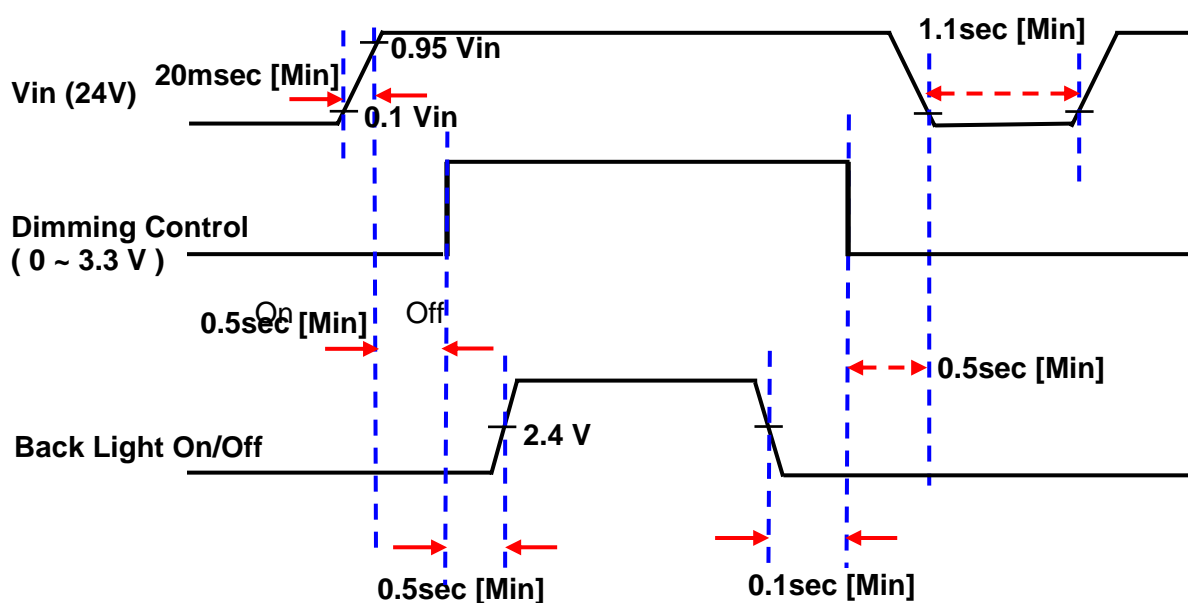 1.1sec [Min]
0.95 Vin
20msec [Min]
Vin (24V)
0.1 Vin
Dimming Control
( 0 ~ 3.3 V )
On
Off
0.5sec [Min]
0.5sec [Min]
2.4 V
Back Light On/Off
0.5sec [Min]
0.1sec [Min]